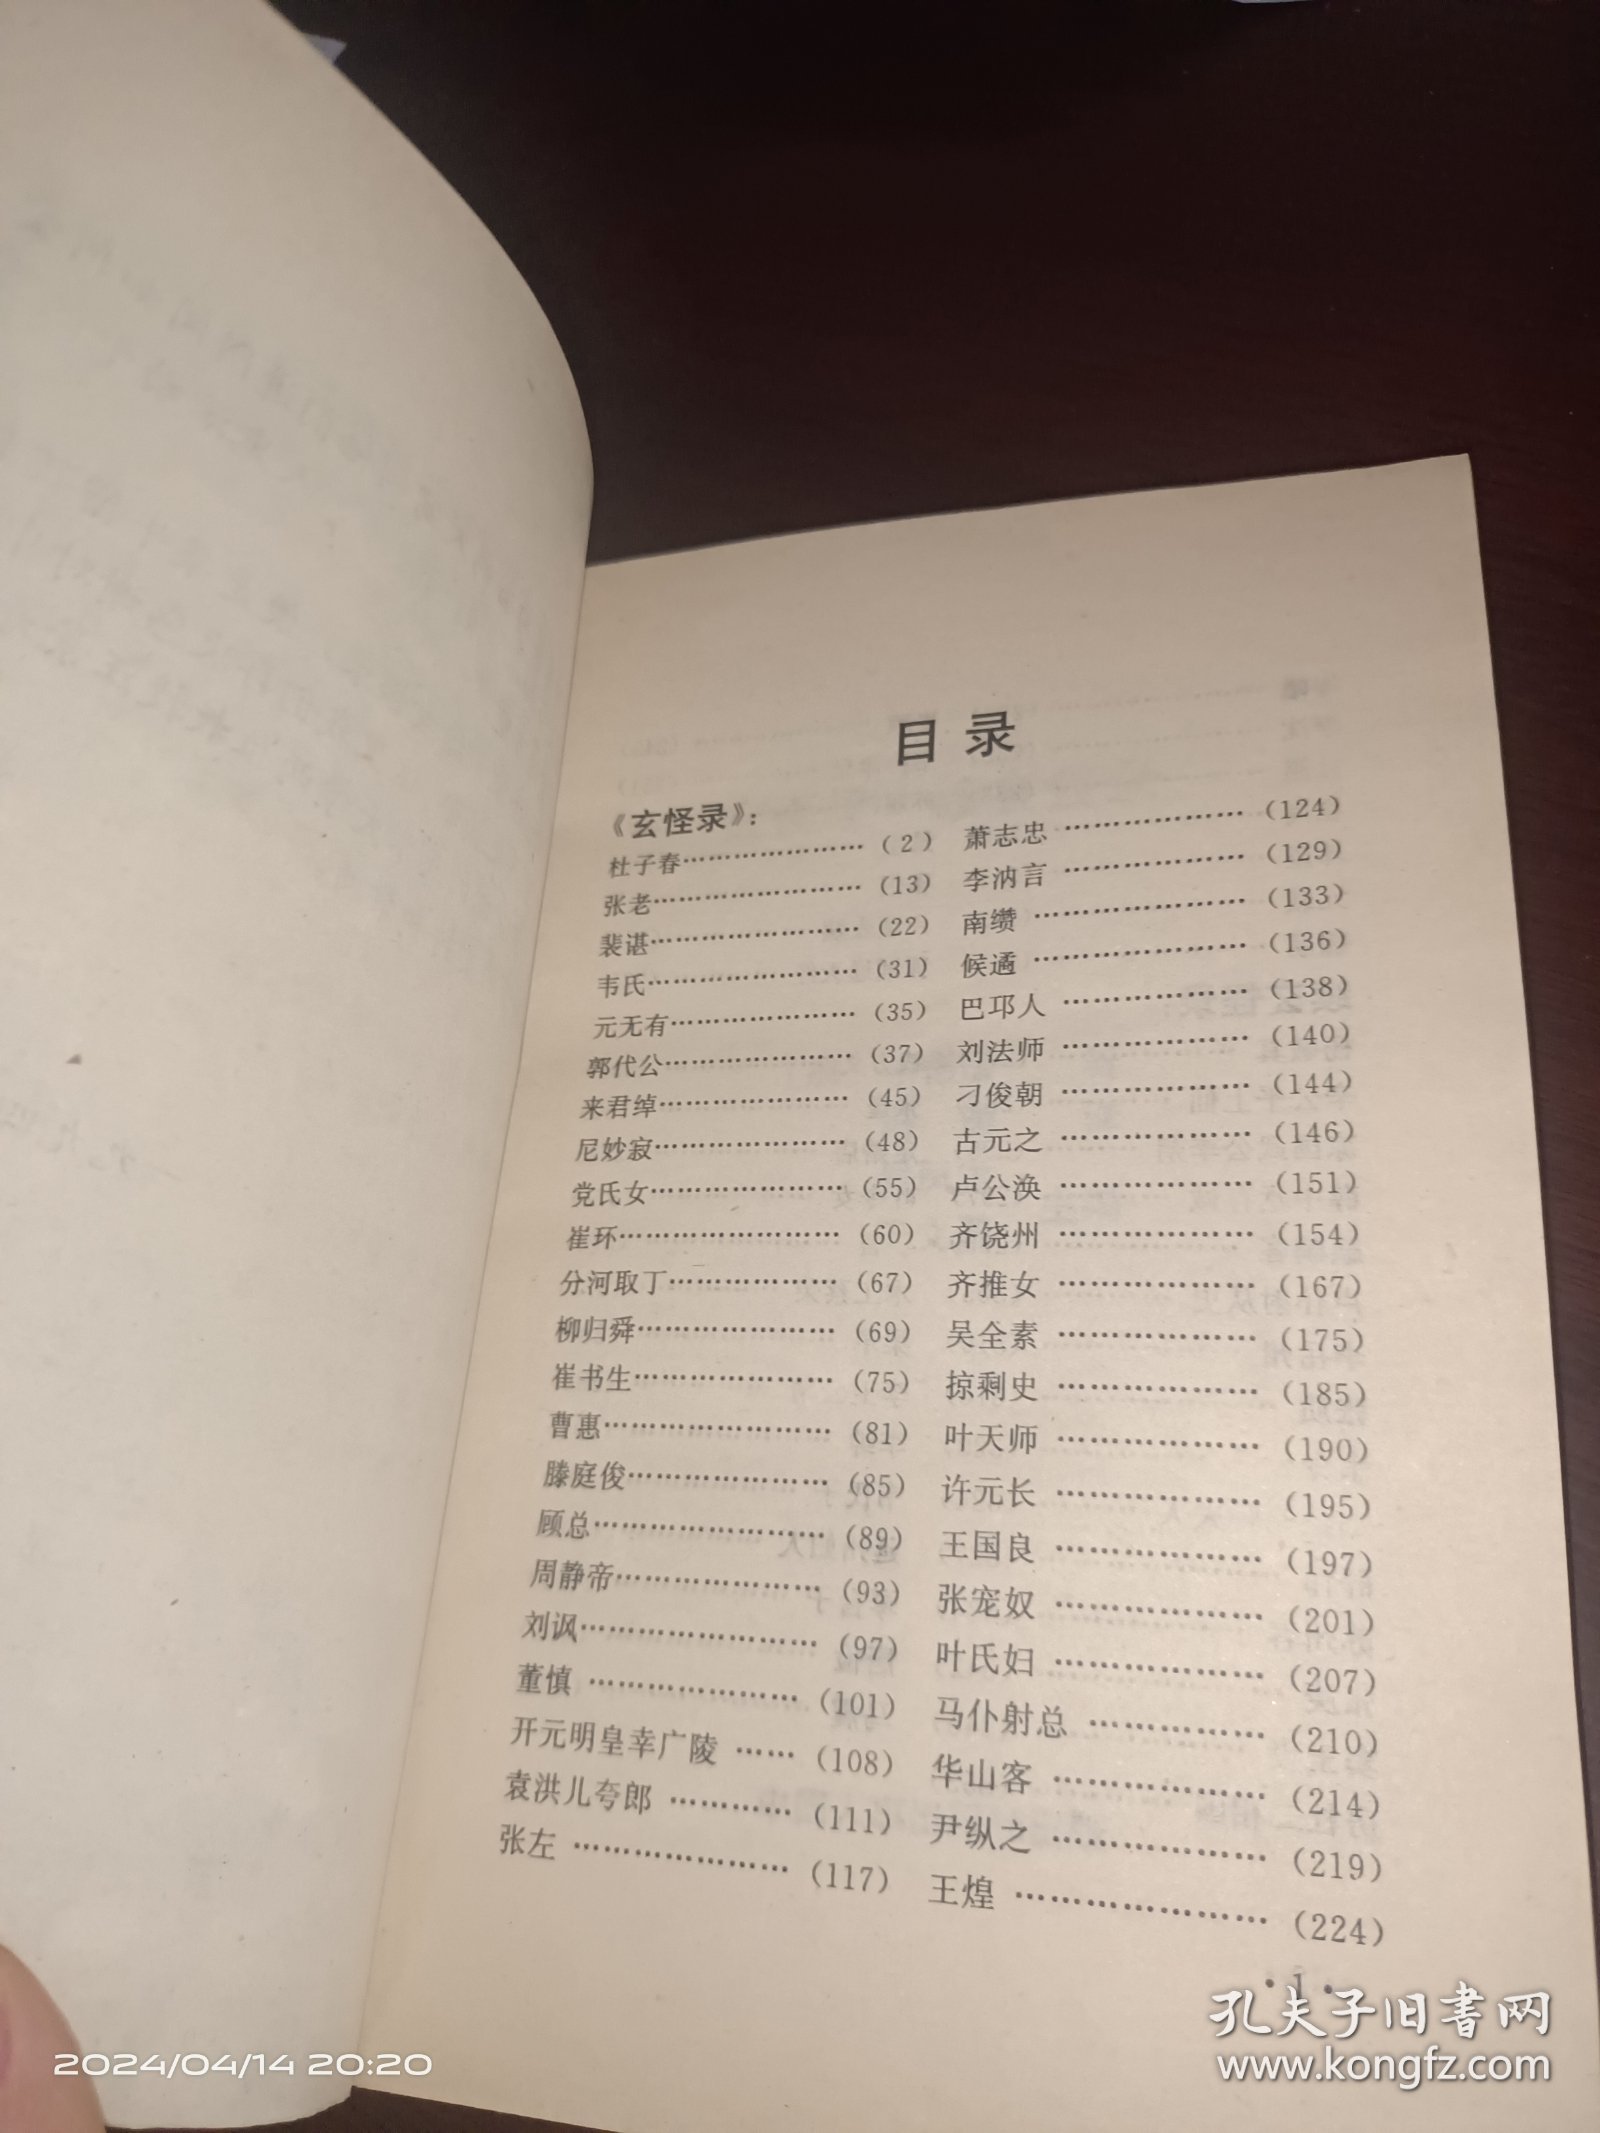 目录
《玄怪录》：
杜子春……………………（2）
张老……………………（13）
裴谌……………………（22）
韦氏……………………（31）
元无有……………………（35）
郭代公……………………（37）
来君绰……………………（45）
尼妙寂……………………（48）
党氏女……………………（55）
崔环……………………（60）
分河取丁…………………（67）
柳归舜……………………（69）
崔书生……………………（75）
曹惠……………………（81）
滕庭俊……………………（85）
顾总……………………（89）
周静帝……………………（93）
刘讽……………………（97）
董慎……………………（101）
开元明皇幸广陵……（108）
袁洪儿夸郎…………（111）
张左……………………（117）
萧志忠…………………（124）
李汭言…………………（129）
南缵……………………（133）
候遹……………………（136）
巴邛人…………………（138）
刘法师…………………（140）
刁俊朝…………………（144）
古元之…………………（146）
卢公涣…………………（151）
齐饶州…………………（154）
齐推女…………………（167）
吴全素…………………（175）
掠剩史…………………（185）
叶天师…………………（190）
许元长…………………（195）
王国良…………………（197）
张宠奴…………………（201）
叶氏妇…………………（207）
马仆射总………………（210）
华山客…………………（214）
尹纵之…………………（219）
王煌……………………（224）
·1·
孔夫子旧书网
www.kongfz.com
2024/04/14 20:20